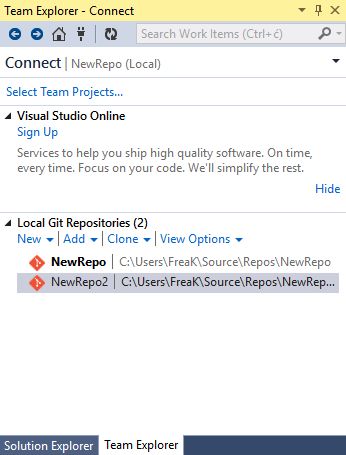 Team Explorer - Connect
Search Work Items (Ctrl+č)
Connect | NewRepo (Local)
Select Team Projects...
Visual Studio Online
Sign Up
Services to help you ship high quality software. On time,
every time. Focus on your code. We'll simplify the rest.
Hide
Local Git Repositories (2)
New | Add | Clone | View Options
NewRepo | C:\Users\FreaK\Source\Repos\NewRepo
NewRepo2 | C:\Users\FreaK\Source\Repos\NewRep...
Solution Explorer Team Explorer